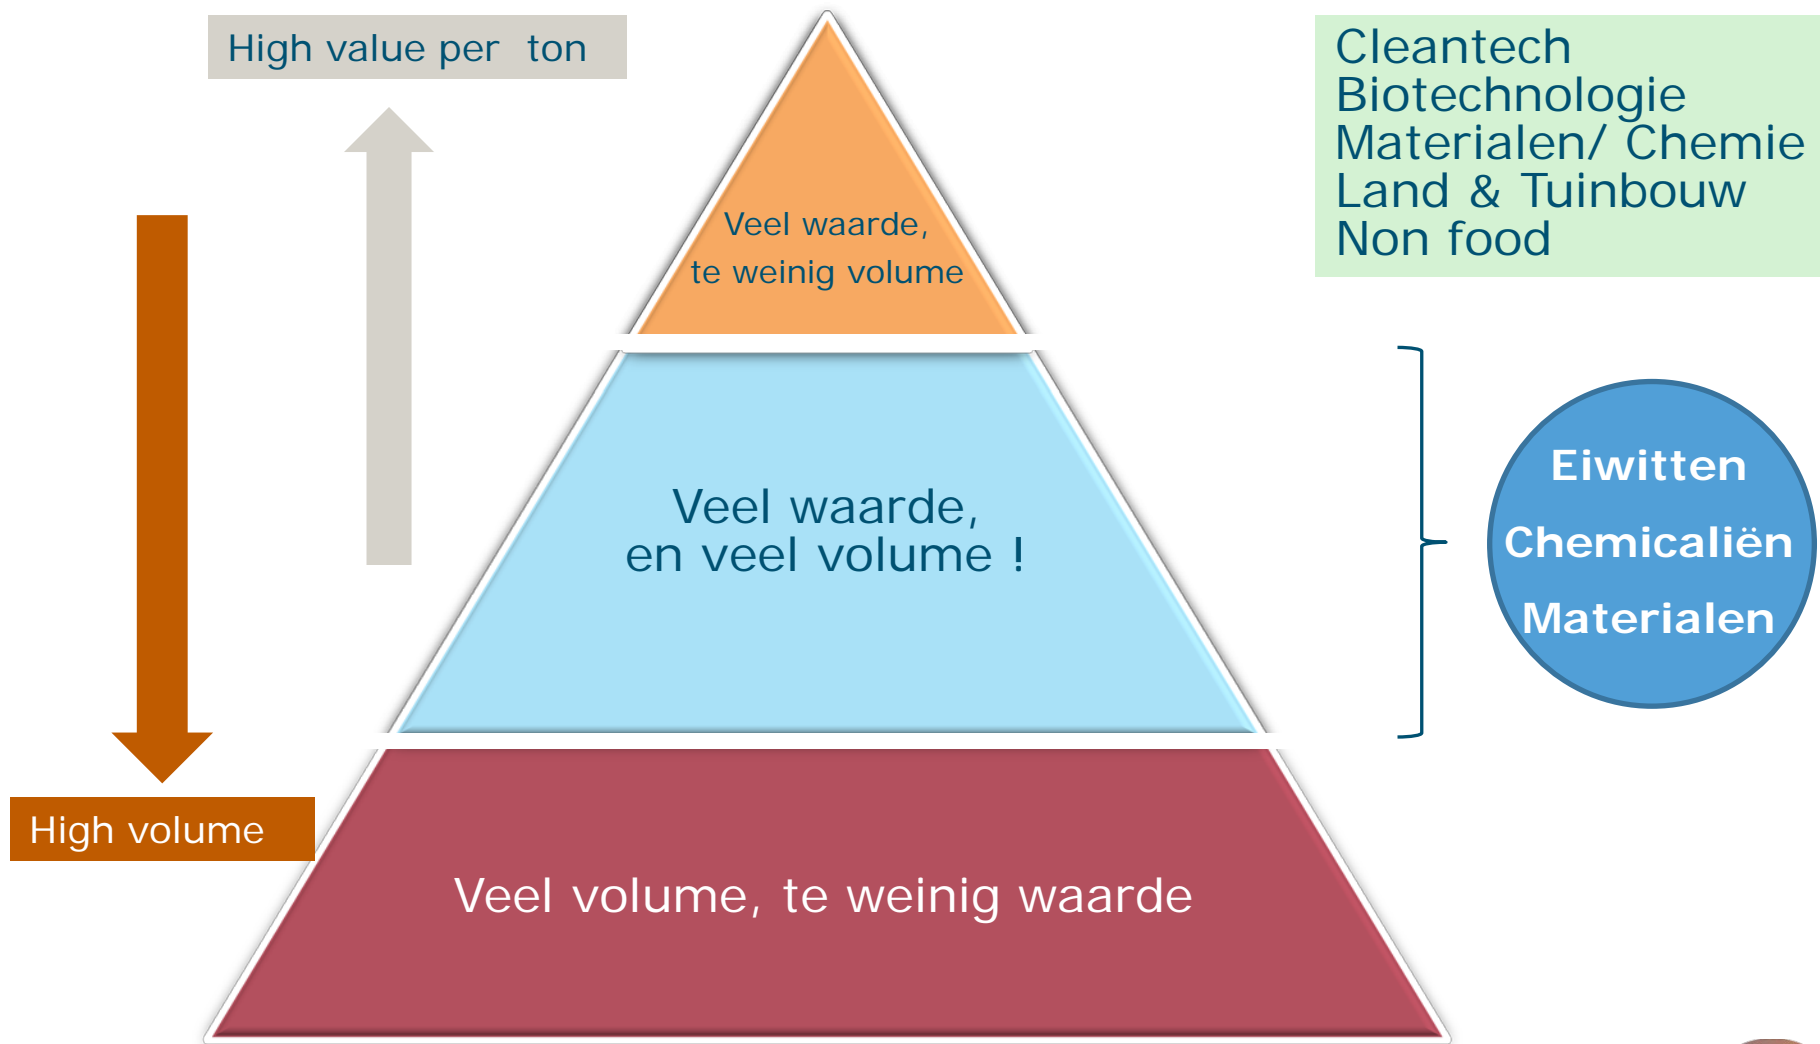 High value per ton
Cleantech
Biotechnologie
Materialen/ Chemie
Land & Tuinbouw
Non food
Veel waarde,
te weinig volume
Veel waarde,
en veel volume !
Eiwitten
Chemicaliën
Materialen
High volume
Veel volume, te weinig waarde